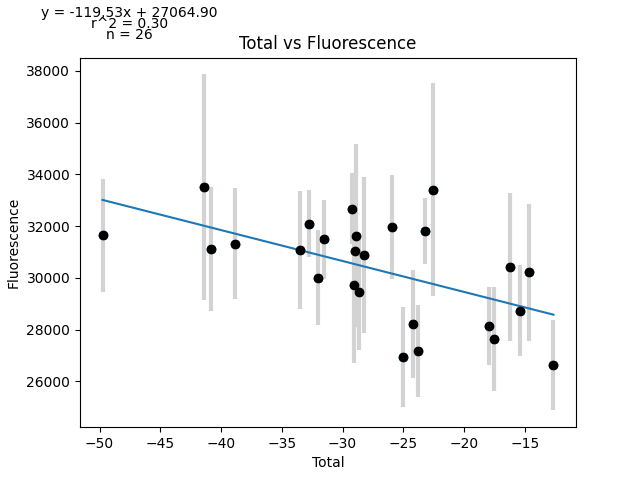 y = -119.53x + 27064.90
r^2 = 0.30
n = 26
Total vs Fluorescence
38000
36000
34000
32000
30000
28000
26000
Fluorescence
−50 −45 −40 −35 −30 −25 −20 −15
Total